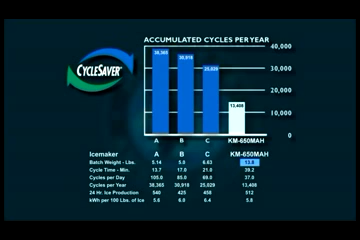 ACCUMULATED CYCLES PER YEAR
CYCLESAVER
40,000
30,000
20,000
10,000
0
38,365
30,918
25,029
13,408
A B C KM-650MAH
Icemaker A B C KM-650MAH
Batch Weight - Lbs. 5.14 5.0 6.63 13.8
Cycle Time - Min. 13.7 17.0 21.0 39.2
Cycles Per Day 105.0 85.0 69.0 37.0
Cycles per Year 38,365 30,918 25,029 13,408
24 Hr. Ice Production 540 425 458 512
kWh per 100 Lbs. of Ice 5.6 6.0 6.4 5.8